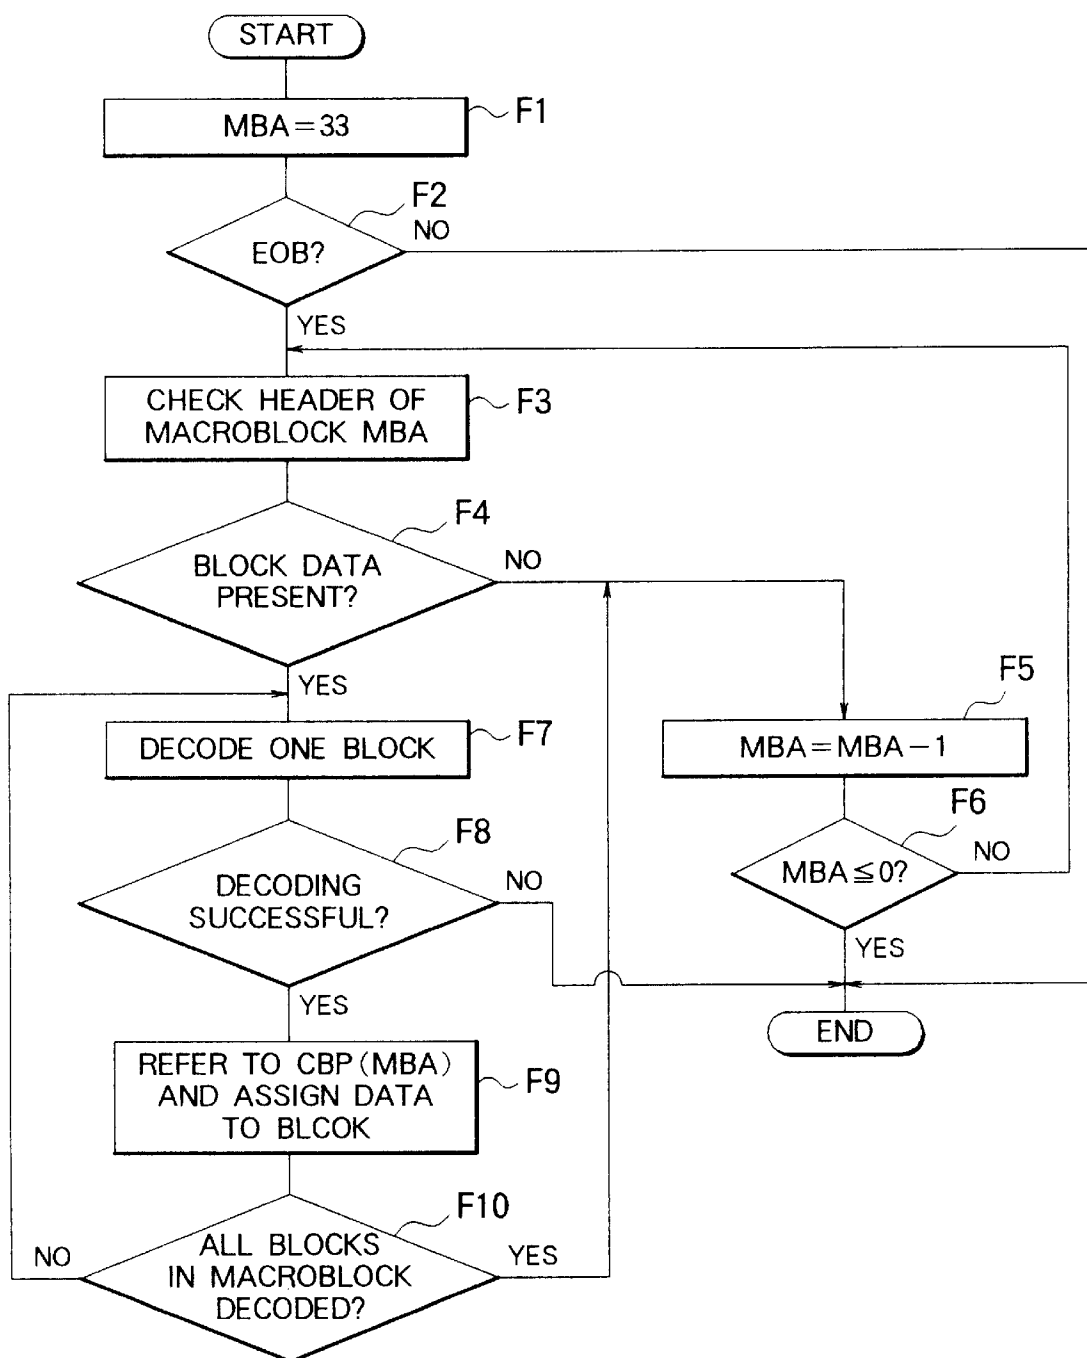 START
MBA=33
F1
F2
EOB?
NO
YES
CHECK HEADER OF
MACROBLOCK MBA
F3
F4
BLOCK DATA
PRESENT?
NO
YES
F5
MBA=MBA-1
DECODE ONE BLOCK
F7
F6
MBA≦0?
NO
YES
F8
DECODING
SUCCESSFUL?
NO
YES
END
REFER TO CBP(MBA)
AND ASSIGN DATA
TO BLCOK
F9
F10
ALL BLOCKS
IN MACROBLOCK
DECODED?
NO
YES